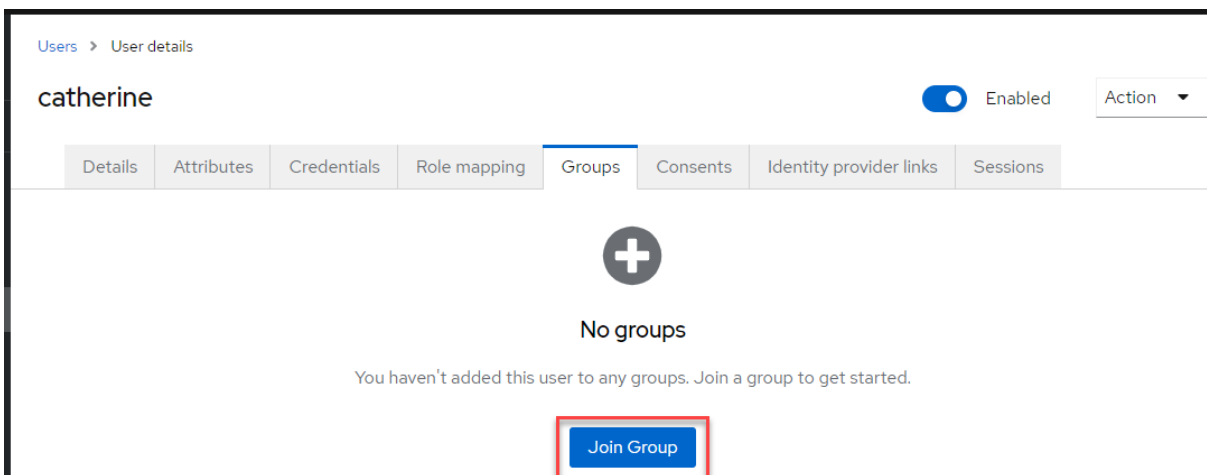 Users > User details
catherine
Enabled
Action
Details Attributes Credentials Role mapping Groups Consents Identity provider links Sessions
No groups
You haven't added this user to any groups. Join a group to get started.
Join Group